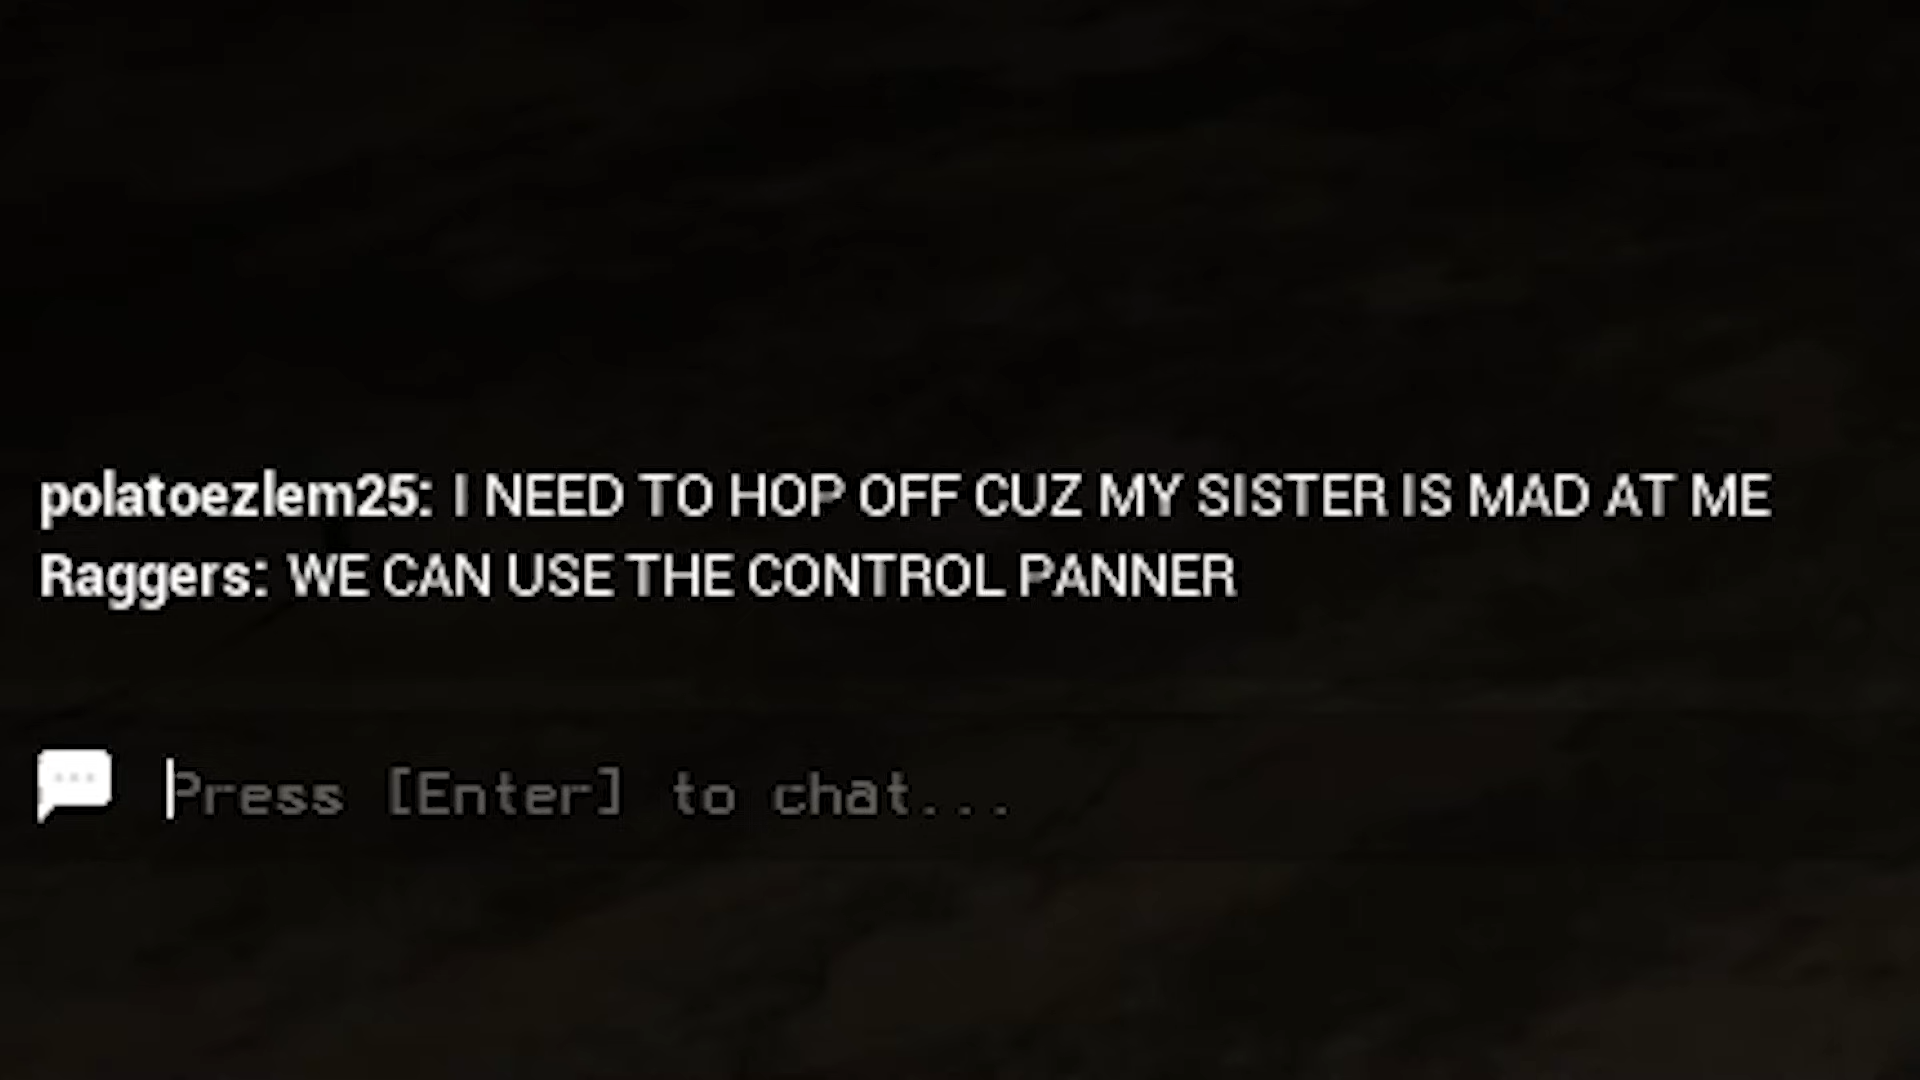 polatoezlem25: I NEED TO HOP OFF CUZ MY SISTER IS MAD AT ME
Raggers: WE CAN USE THE CONTROL PANNER
Press [Enter] to chat...